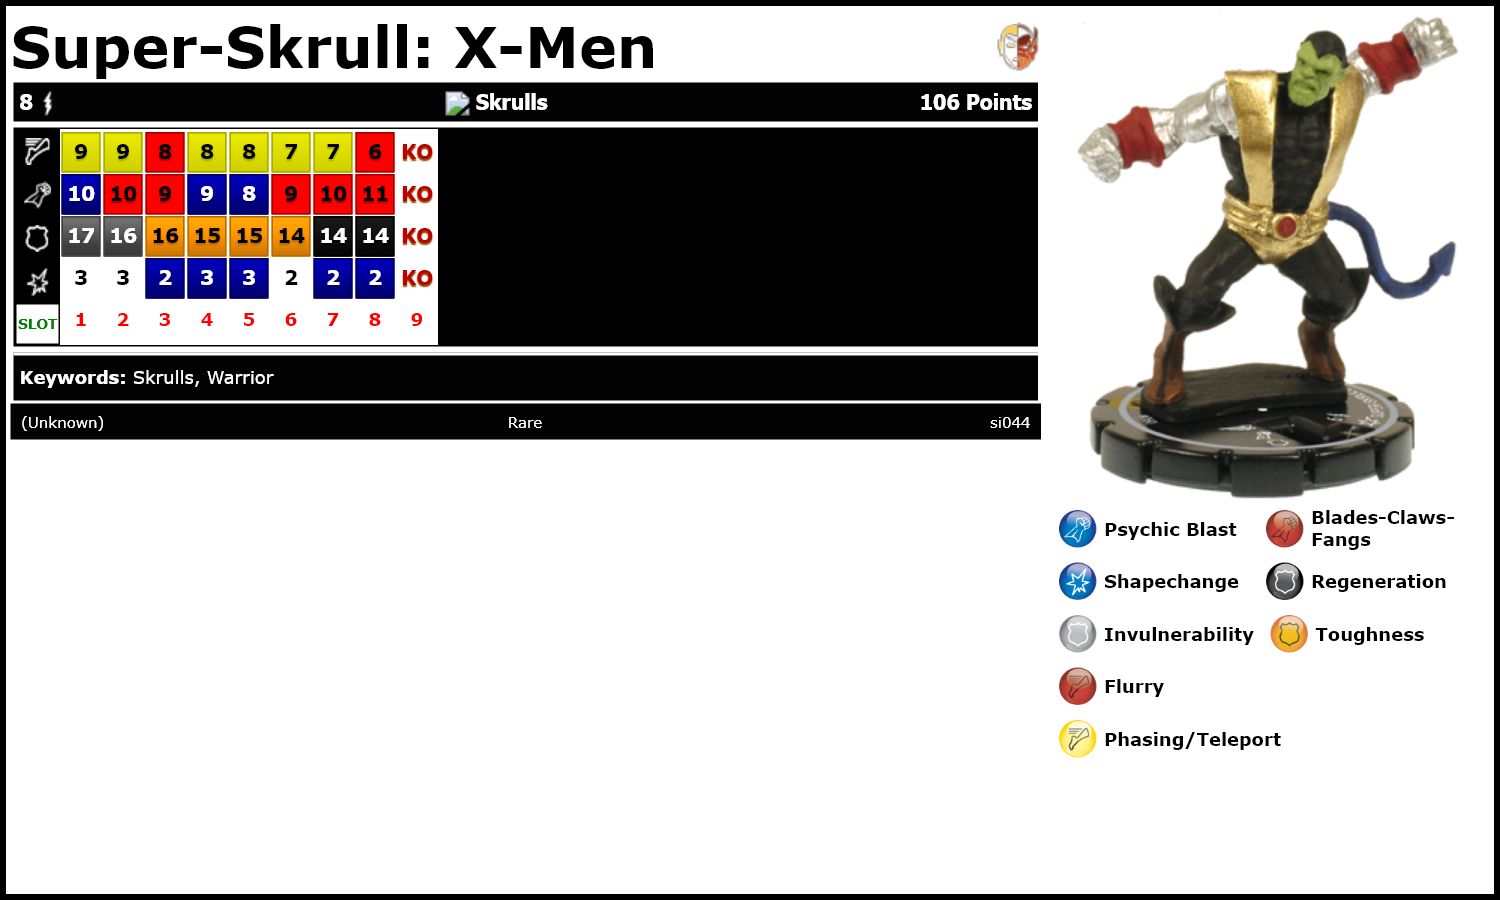 Super-Skrull: X-Men
8 Skrulls 106 Points
9 9 8 8 8 7 7 6 KO
10 10 9 9 8 9 10 11 KO
17 16 16 15 15 14 14 14 KO
3 3 2 3 3 2 2 2 KO
SLOT 1 2 3 4 5 6 7 8 9
Keywords: Skrulls, Warrior
(Unknown) Rare si044
Psychic Blast
Blades-Claws-
Fangs
Shapechange
Regeneration
Invulnerability
Toughness
Flurry
Phasing/Teleport